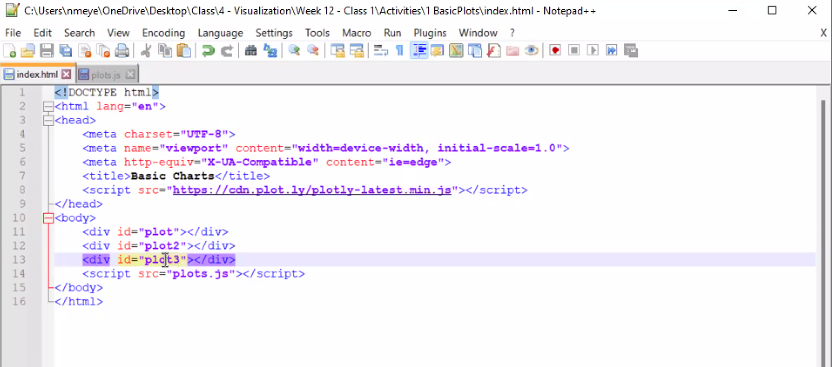 C:\Users\nmeye\OneDrive\Desktop\Class\4 - Visualization\Week 12 - Class 1\Activities\1 BasicPlots\index.html - Notepad++
File Edit Search View Encoding Language Settings Tools Macro Run Plugins Window ? X
index.html plots.js
1 <!DOCTYPE html>
2 <html lang="en">
3 <head>
4 <meta charset="UTF-8">
5 <meta name="viewport" content="width=device-width, initial-scale=1.0">
6 <meta http-equiv="X-UA-Compatible" content="ie=edge">
7 <title>Basic Charts</title>
8 <script src="https://cdn.plot.ly/plotly-latest.min.js"></script>
9 </head>
10 <body>
11 <div id="plot"></div>
12 <div id="plot2"></div>
13 <div id="plot3"></div>
14 <script src="plots.js"></script>
15 </body>
16 </html>